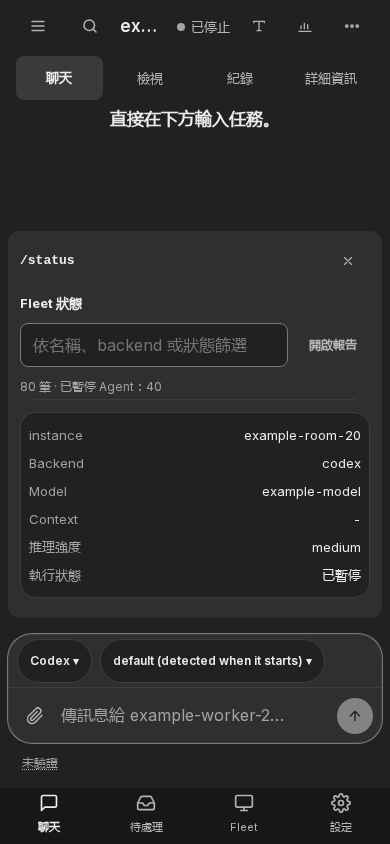 ex…
已停止
聊天
檢視
紀錄
詳細資訊
直接在下方輸入任務。
/status
Fleet 狀態
依名稱、backend 或狀態篩選
開啟報告
80 筆 · 已暫停 Agent：40
instance example-room-20
Backend codex
Model example-model
Context -
推理強度 medium
執行狀態 已暫停
Codex ▾
default (detected when it starts) ▾
傳訊息給 example-worker-2…
未驗證
聊天
待處理
Fleet
設定